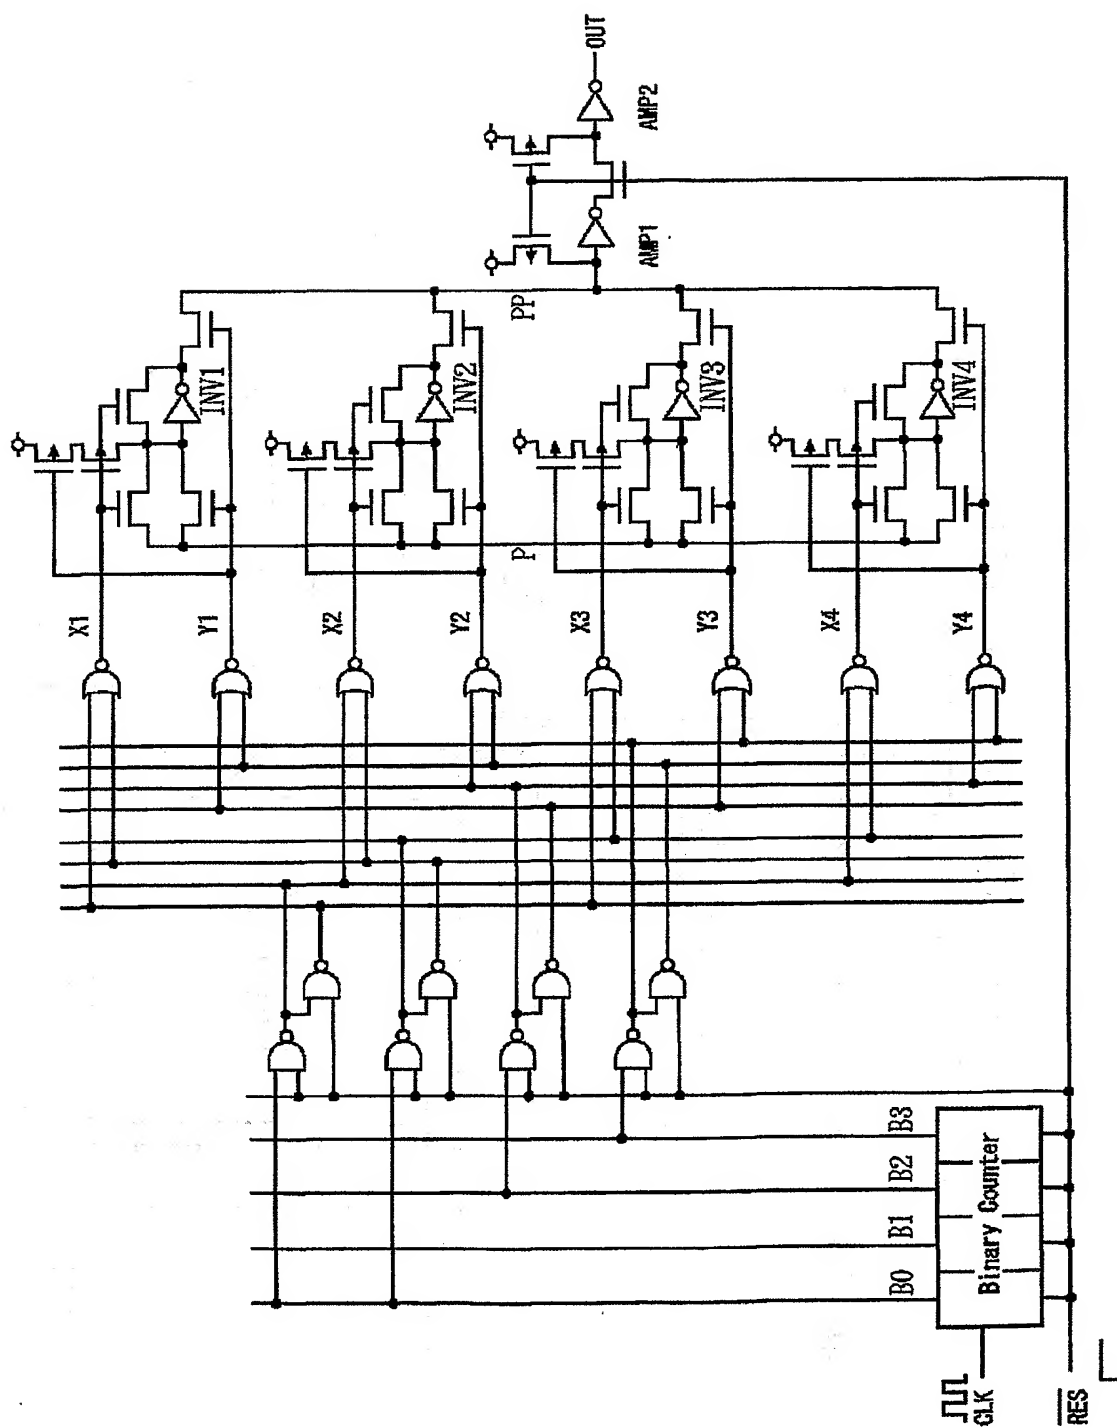 OUT
AMP2
AMP1
PP
INV1
INV2
INV3
INV4
P
X1
Y1
X2
Y2
X3
Y3
X4
Y4
B3
B2
B1
B0
Binary Counter
CLK
RES